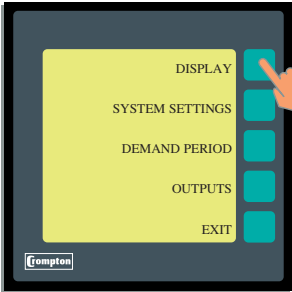 DISPLAY
SYSTEM SETTINGS
DEMAND PERIOD
OUTPUTS
EXIT
Crompton